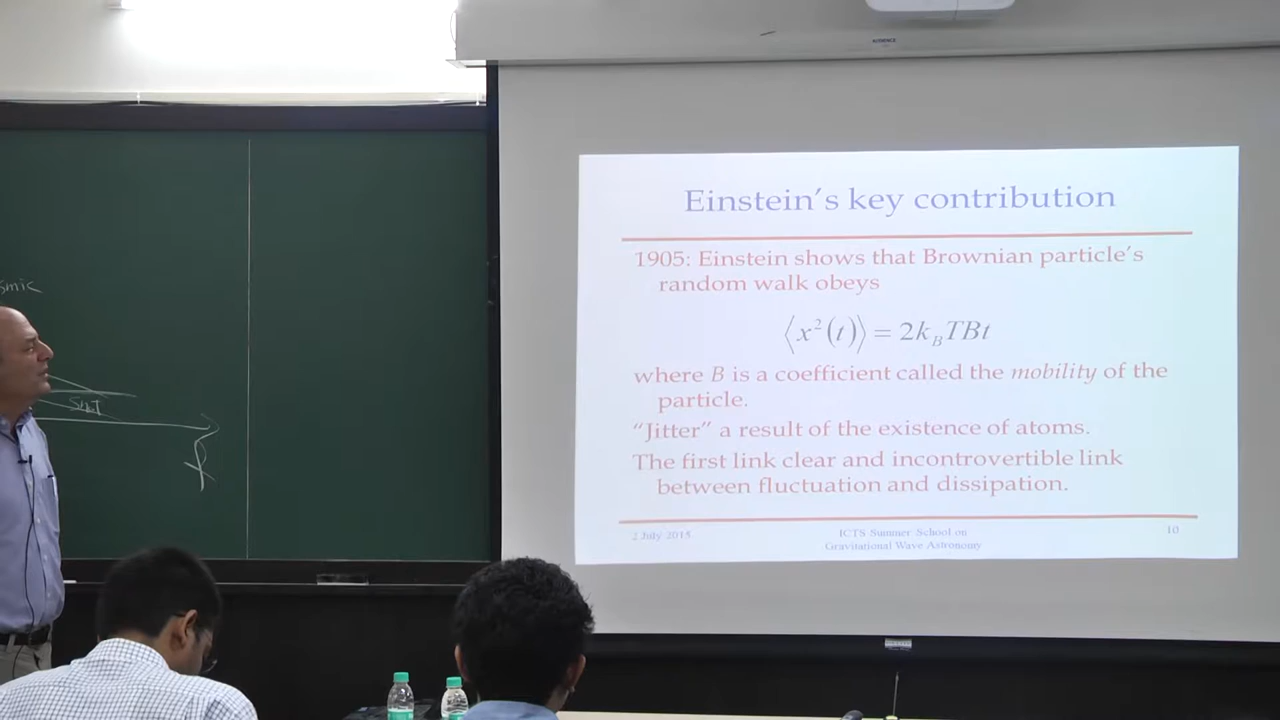 Einstein's key contribution
1905: Einstein shows that Brownian particle's
random walk obeys
⟨x²(t)⟩ = 2k_BTBt
where B is a coefficient called the mobility of the
particle.
"Jitter" a result of the existence of atoms.
The first link clear and incontrovertible link
between fluctuation and dissipation.
2 July 2015
ICTS Summer School on
Gravitational Wave Astronomy
10
smic